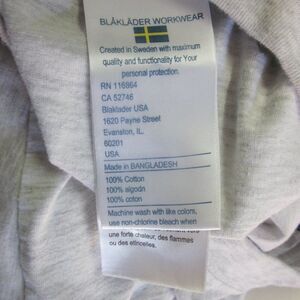 BLÅKLÄDER WORKWEAR
Created in Sweden with maximum
quality and functionality for Your
personal protection.
RN 116864
CA 52746
Blaklader USA
1620 Payne Street
Evanston, IL.
60201
USA
Made in BANGLADESH
100% Cotton
100% algodn
100% coton
Machine wash with like colors,
use non-chlorine bleach when
une forte chaleur, des flammes
ou des etincelles.